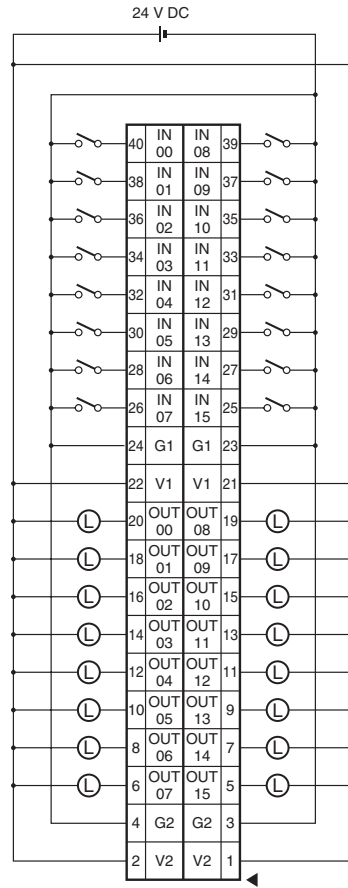 24 V DC
40 IN 00 IN 08 39
38 IN 01 IN 09 37
36 IN 02 IN 10 35
34 IN 03 IN 11 33
32 IN 04 IN 12 31
30 IN 05 IN 13 29
28 IN 06 IN 14 27
26 IN 07 IN 15 25
24 G1 G1 23
22 V1 V1 21
L 20 OUT 00 OUT 08 19 L
L 18 OUT 01 OUT 09 17 L
L 16 OUT 02 OUT 10 15 L
L 14 OUT 03 OUT 11 13 L
L 12 OUT 04 OUT 12 11 L
L 10 OUT 05 OUT 13 9 L
L 8 OUT 06 OUT 14 7 L
L 6 OUT 07 OUT 15 5 L
4 G2 G2 3
2 V2 V2 1